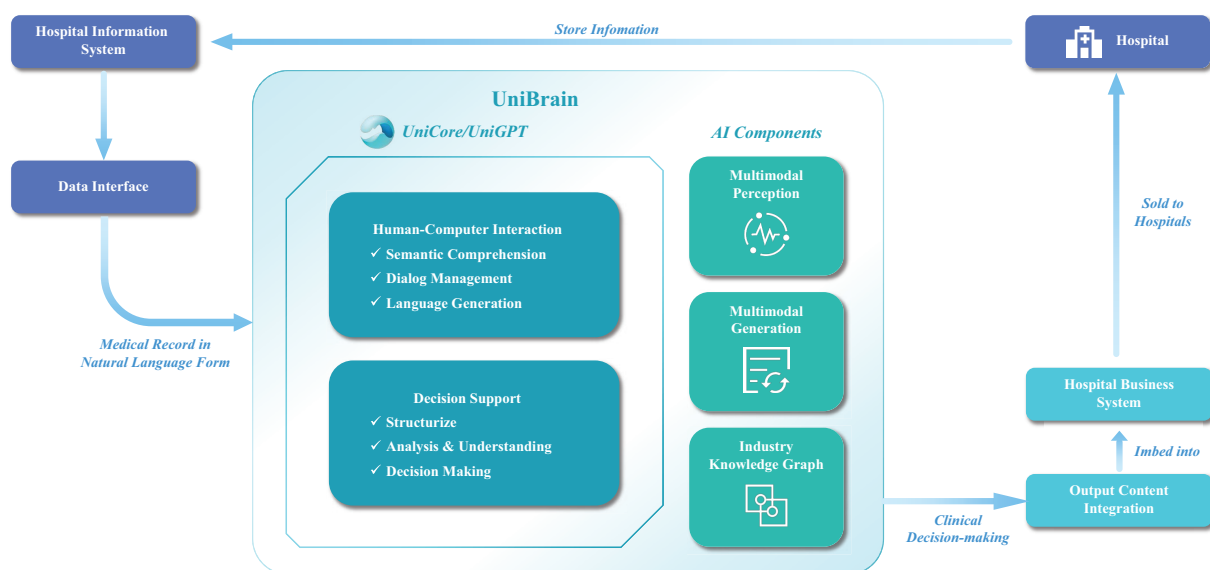 Hospital Information
System
Store Infomation
Hospital
UniBrain
UniCore/UniGPT
AI Components
Data Interface
Medical Record in
Natural Language Form
Human-Computer Interaction
✓ Semantic Comprehension
✓ Dialog Management
✓ Language Generation
Decision Support
✓ Structurize
✓ Analysis & Understanding
✓ Decision Making
Multimodal
Perception
Multimodal
Generation
Industry
Knowledge Graph
Clinical
Decision-making
Output Content
Integration
Imbed into
Hospital Business
System
Sold to
Hospitals